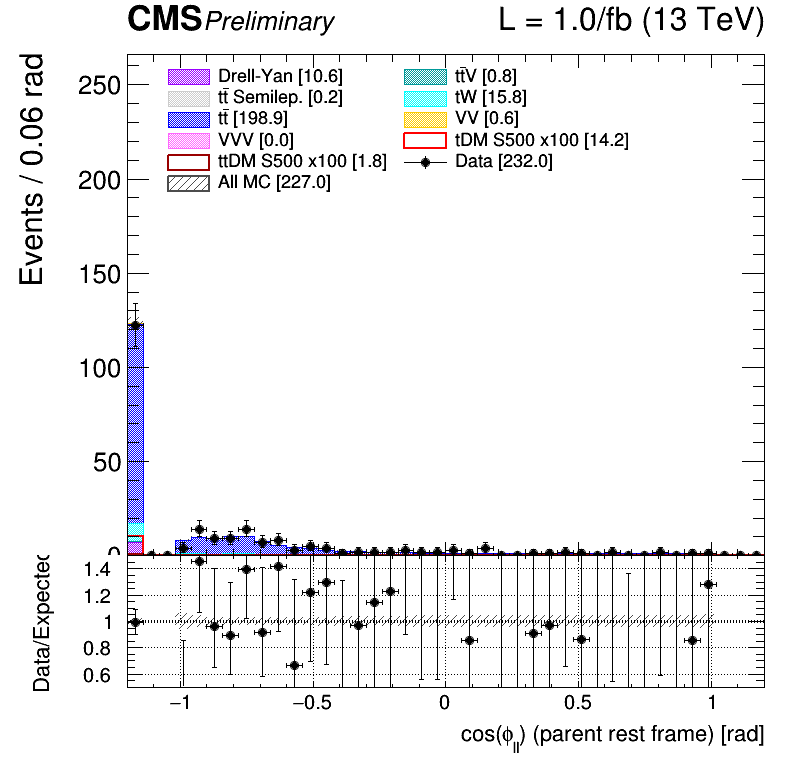 CMS Preliminary L = 1.0/fb (13 TeV)
Events / 0.06 rad
Drell-Yan [10.6]
tt̄V [0.8]
tt̄ Semilep. [0.2]
tW [15.8]
tt̄ [198.9]
VV [0.6]
VVV [0.0]
tDM S500 x100 [14.2]
ttDM S500 x100 [1.8]
Data [232.0]
All MC [227.0]
250
200
150
100
50
0
Data/Expected
1.4
1.2
1
0.8
0.6
−1 −0.5 0 0.5 1
cos(ϕ_ll) (parent rest frame) [rad]